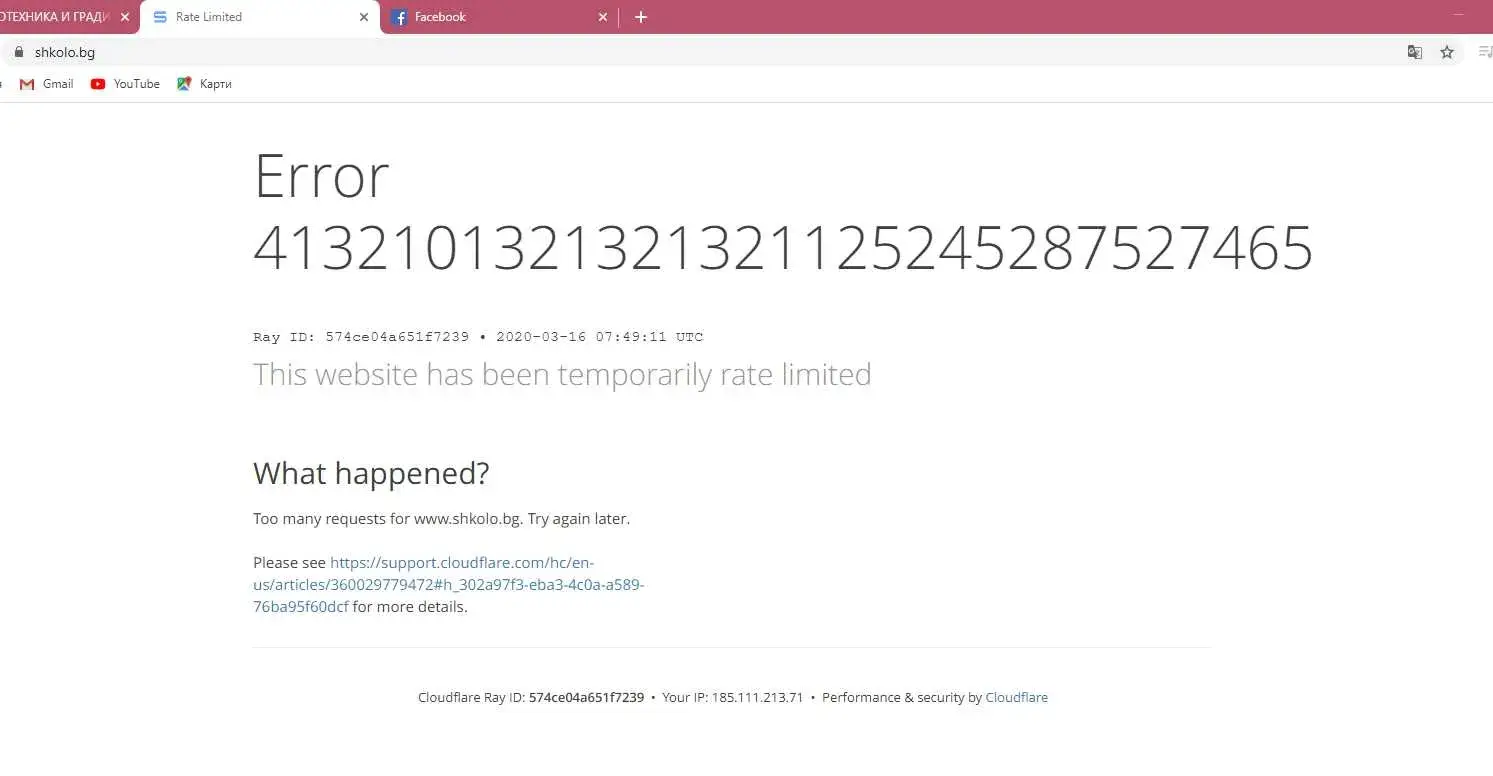 ОТЕХНИКА И ГРАДИ
Rate Limited
Facebook
shkolo.bg
Gmail
YouTube
Карти
Error
4132101321321321125245287527465
Ray ID: 574ce04a651f7239 • 2020-03-16 07:49:11 UTC
This website has been temporarily rate limited
What happened?
Too many requests for www.shkolo.bg. Try again later.
Please see https://support.cloudflare.com/hc/en-
us/articles/360029779472#h_302a97f3-eba3-4c0a-a589-
76ba95f60dcf for more details.
Cloudflare Ray ID: 574ce04a651f7239 • Your IP: 185.111.213.71 • Performance & security by Cloudflare